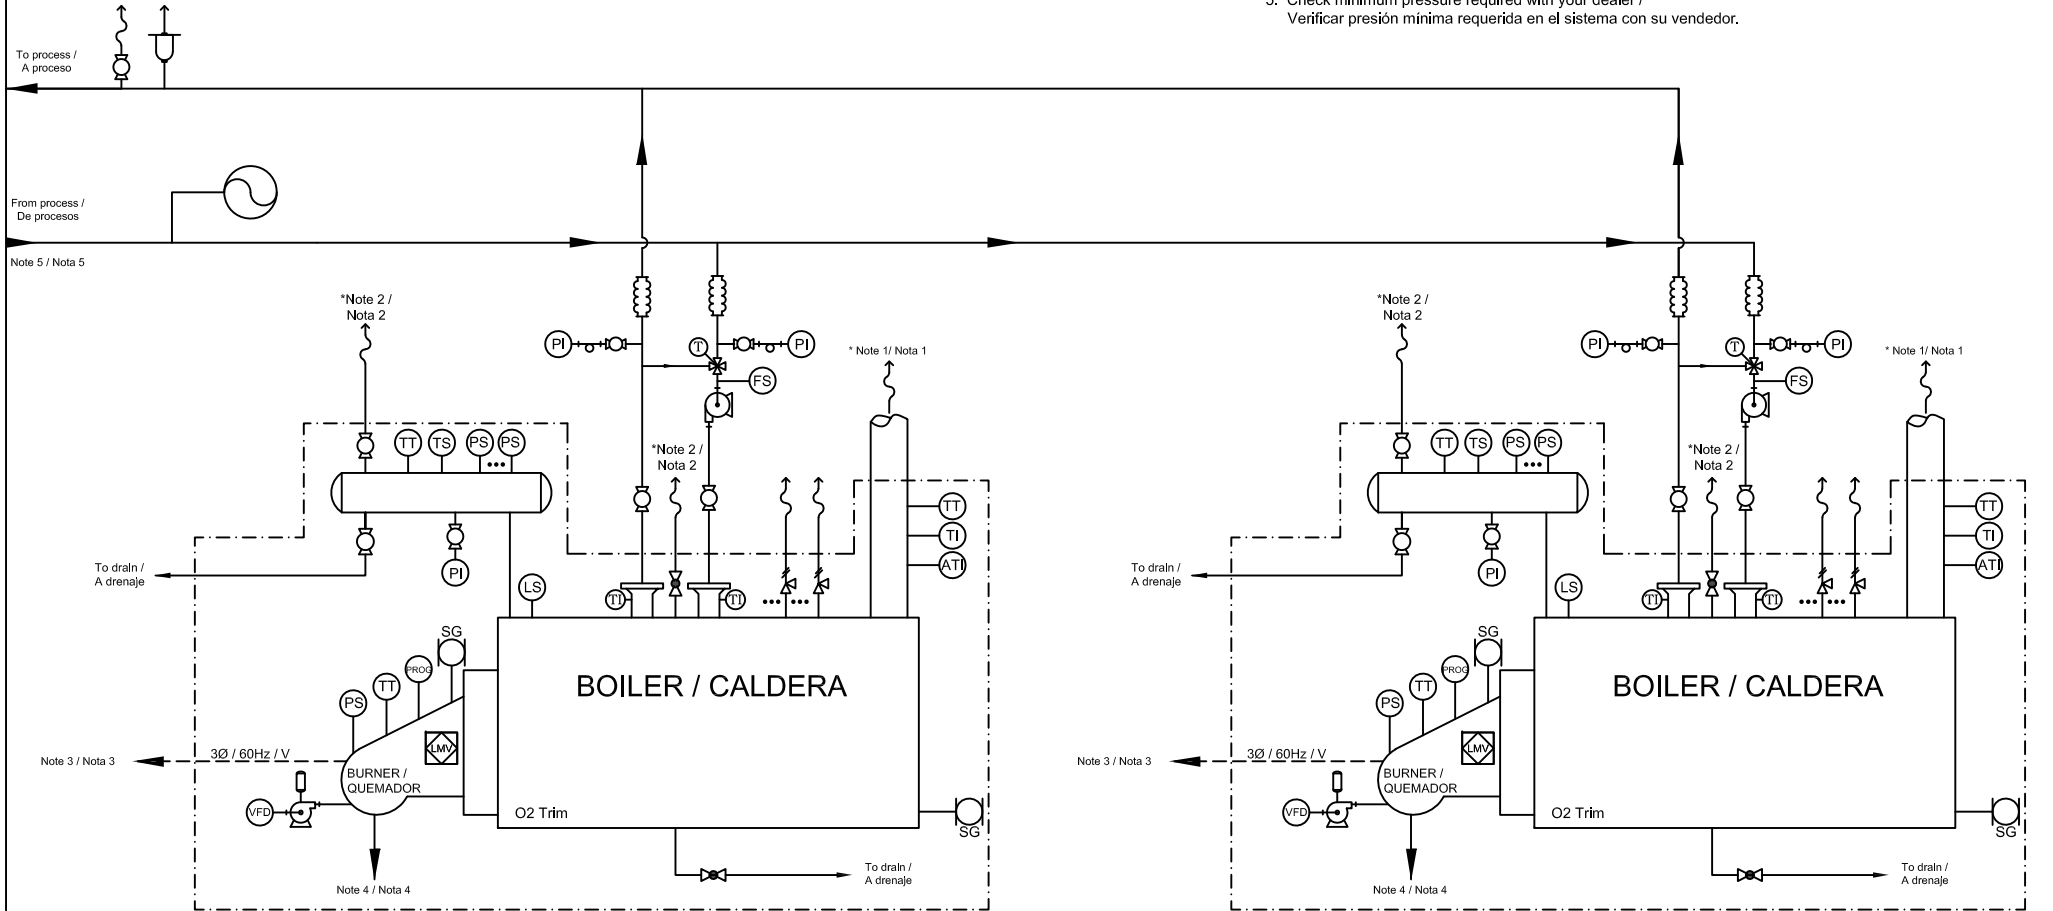 5. Check minimum pressure required with your dealer /
Verificar presión mínima requerida en el sistema con su vendedor.
To process /
A proceso
From process /
De procesos
Note 5 / Nota 5
*Note 2 /
Nota 2
PI
T
PI
FS
* Note 1/ Nota 1
TT
TS
PS
PS
*Note 2 /
Nota 2
TT
TI
ATI
PI
To drain /
A drenaje
LS
TI
TI
SG
PROG
TT
PS
BOILER / CALDERA
LMV
Note 3 / Nota 3
3Ø / 60Hz / V
BURNER /
QUEMADOR
VFD
O2 Trim
SG
To drain /
A drenaje
Note 4 / Nota 4
*Note 2 /
Nota 2
PI
T
PI
FS
* Note 1/ Nota 1
TT
TS
PS
PS
*Note 2 /
Nota 2
TT
TI
ATI
PI
To drain /
A drenaje
LS
TI
TI
SG
PROG
TT
PS
BOILER / CALDERA
LMV
Note 3 / Nota 3
3Ø / 60Hz / V
BURNER /
QUEMADOR
VFD
O2 Trim
SG
To drain /
A drenaje
Note 4 / Nota 4